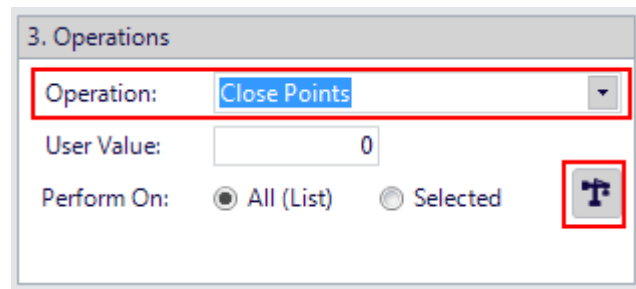 3. Operations
Operation: Close Points
User Value: 0
Perform On: All (List) Selected